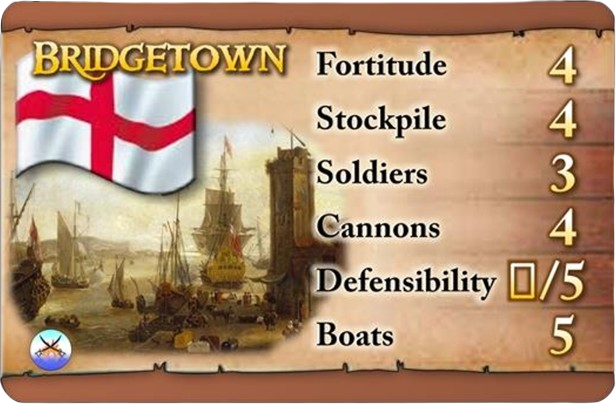 BRIDGETOWN
Fortitude 4
Stockpile 4
Soldiers 3
Cannons 4
Defensibility ▯/5
Boats 5